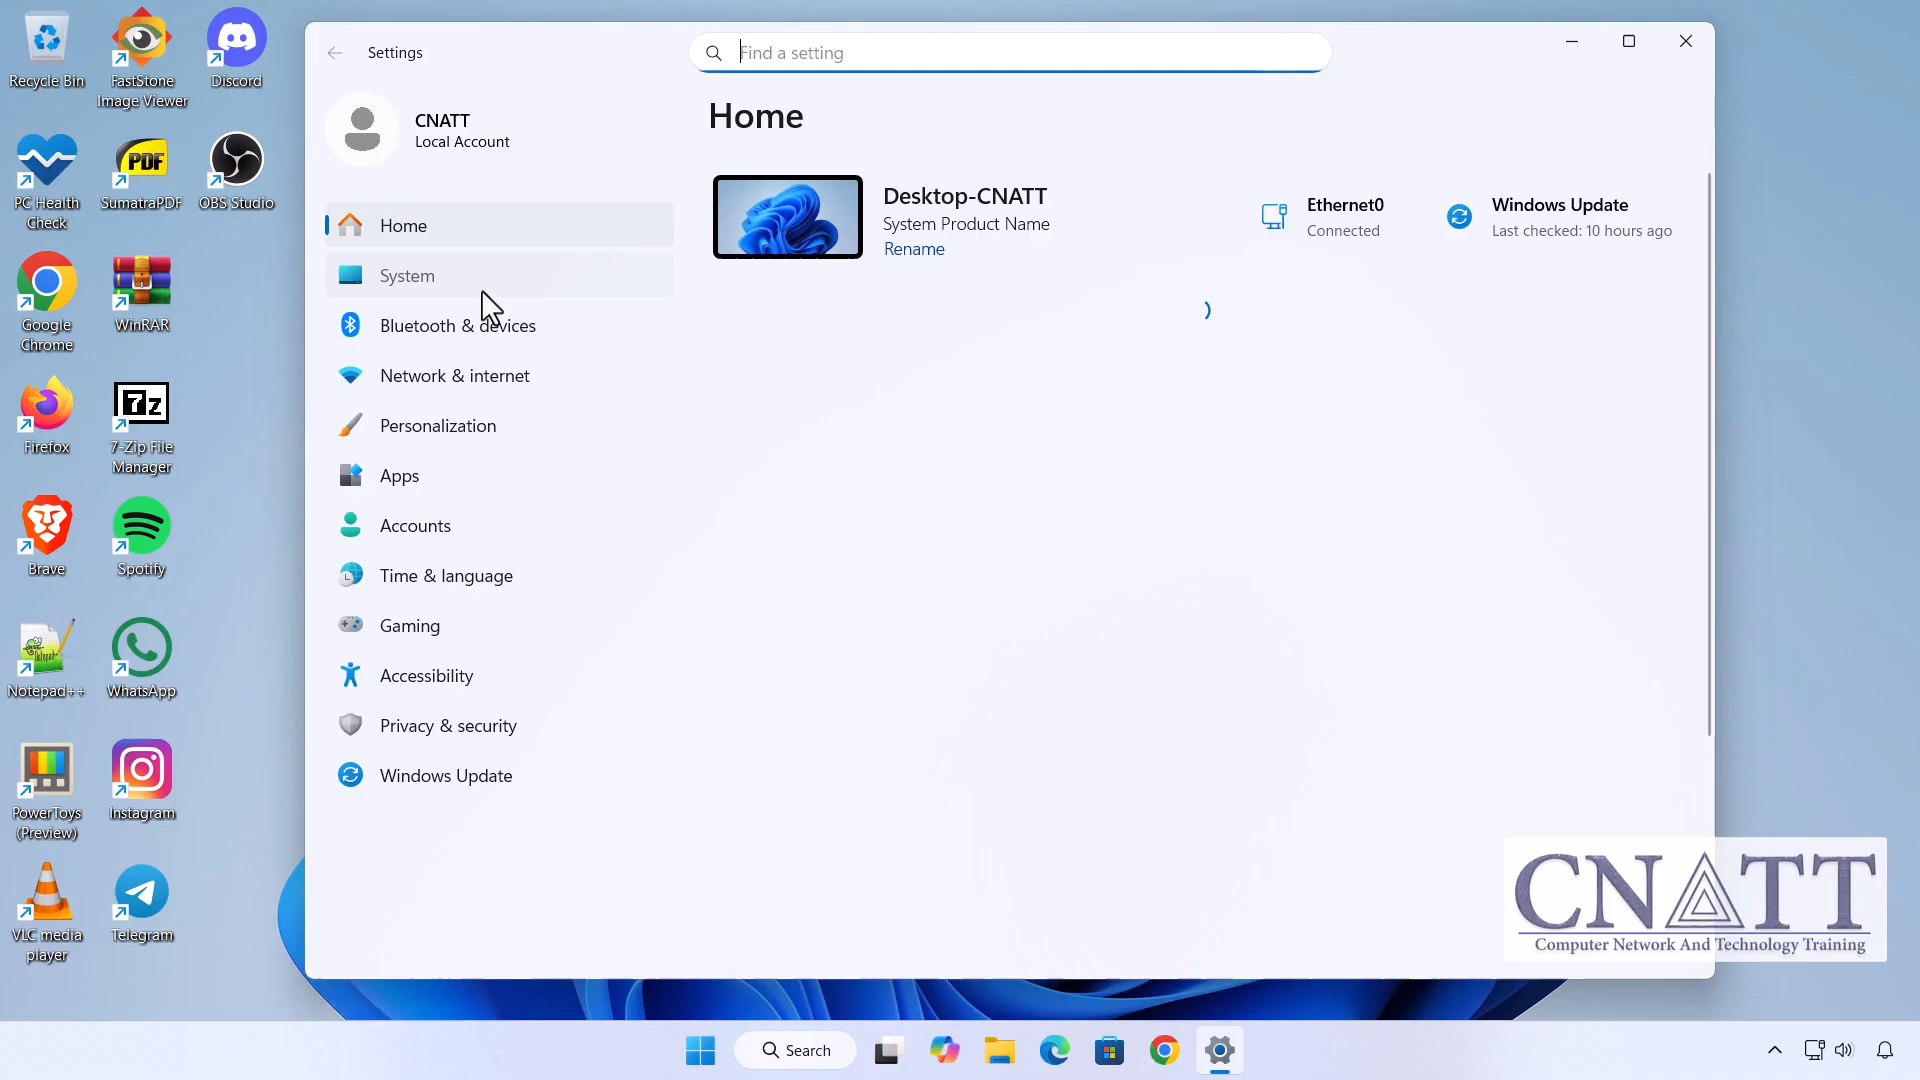 Recycle Bin
FastStone
Image Viewer
Discord
PC Health
Check
SumatraPDF
OBS Studio
Google
Chrome
WinRAR
Firefox
7-Zip File
Manager
Brave
Spotify
Notepad++
WhatsApp
PowerToys
(Preview)
Instagram
VLC media
player
Telegram
PDF
7z
Settings
Find a setting
CNATT
Local Account
Home
System
Bluetooth & devices
Network & internet
Personalization
Apps
Accounts
Time & language
Gaming
Accessibility
Privacy & security
Windows Update
Home
Desktop-CNATT
System Product Name
Rename
Ethernet0
Connected
Windows Update
Last checked: 10 hours ago
CNATT
Computer Network And Technology Training
Search